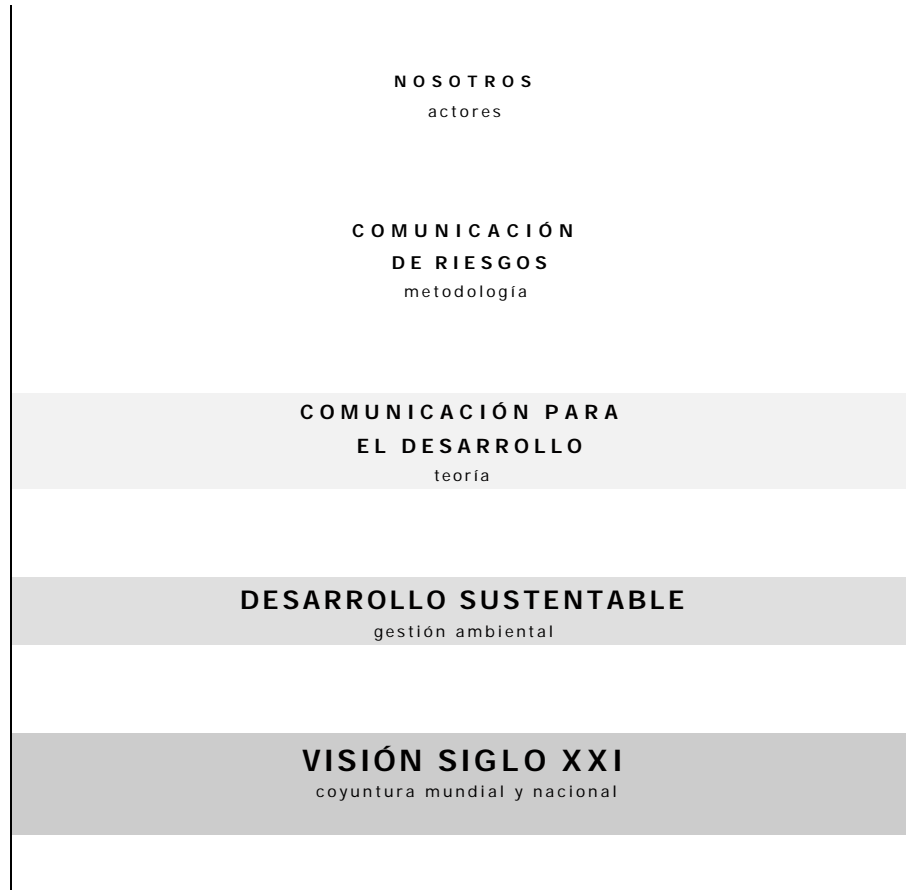 NOSOTROS
actores
COMUNICACIÓN
DE RIESGOS
metodología
COMUNICACIÓN PARA
EL DESARROLLO
teoría
DESARROLLO SUSTENTABLE
gestión ambiental
VISIÓN SIGLO XXI
coyuntura mundial y nacional